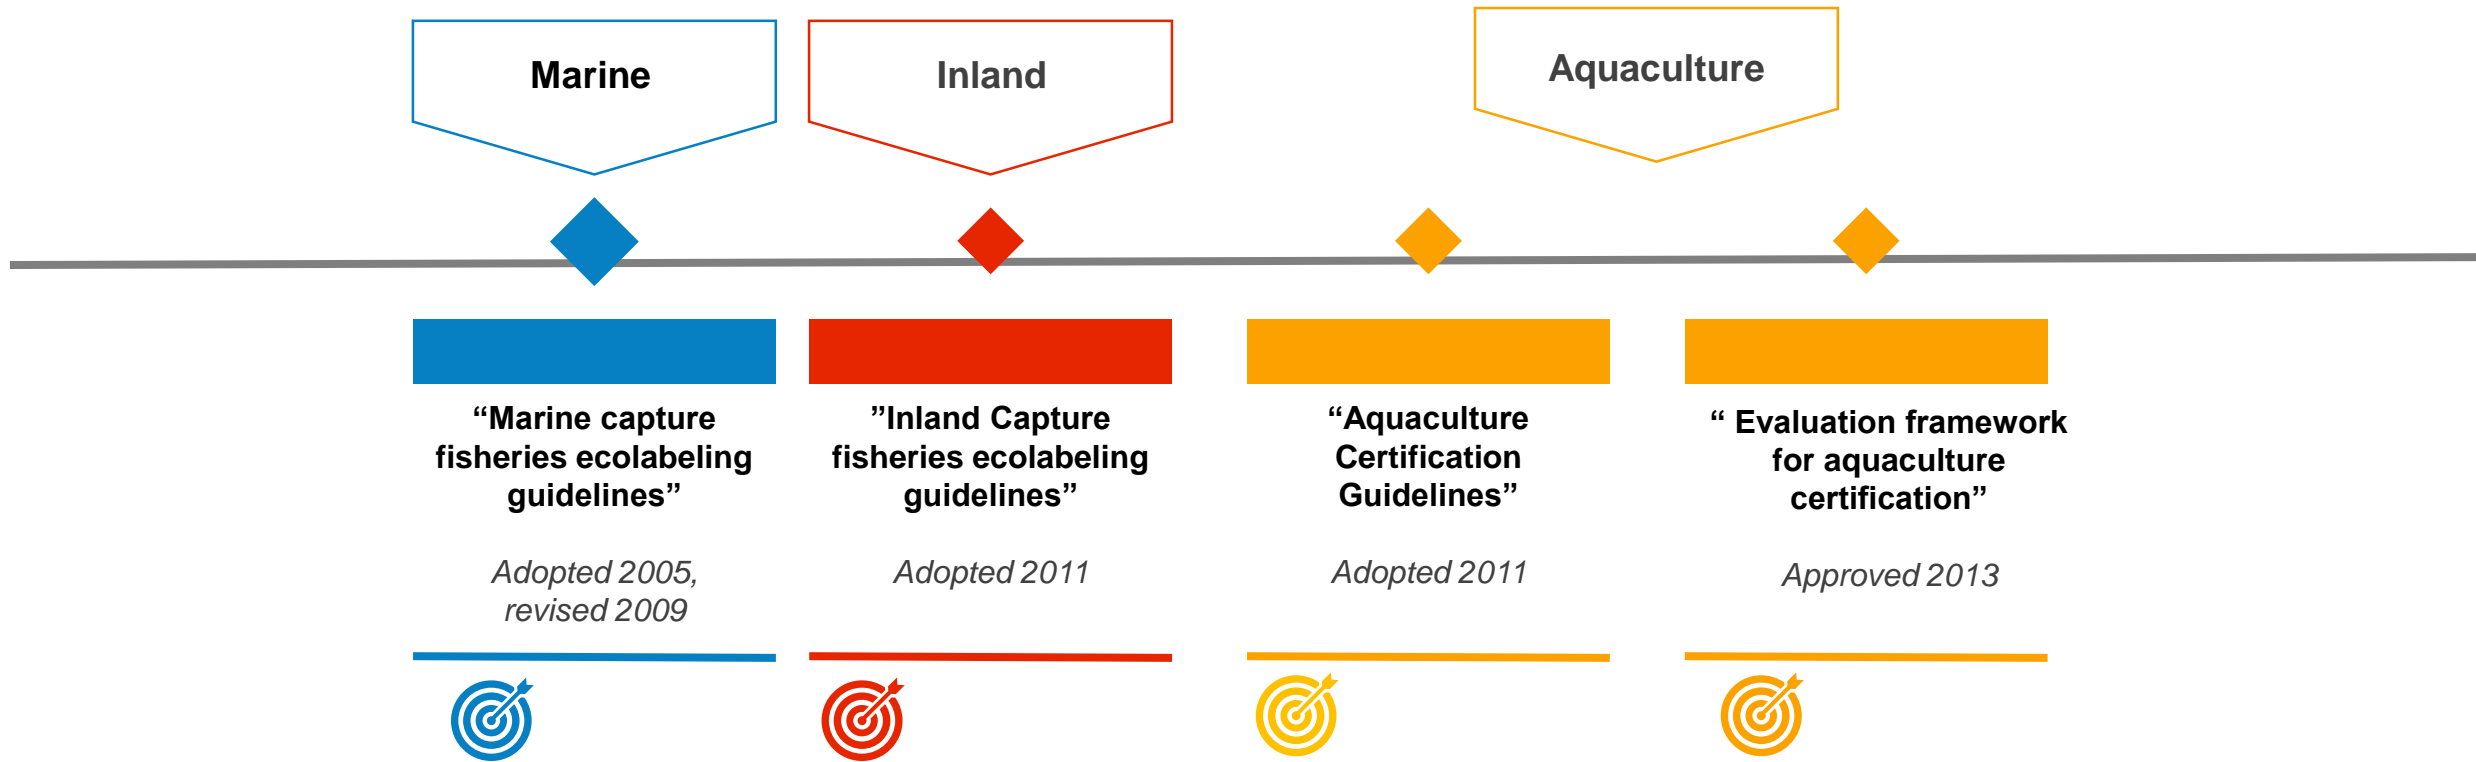 Marine
Inland
Aquaculture
“Marine capture
fisheries ecolabeling
guidelines”
Adopted 2005,
revised 2009
”Inland Capture
fisheries ecolabeling
guidelines”
Adopted 2011
“Aquaculture
Certification
Guidelines”
Adopted 2011
“ Evaluation framework
for aquaculture
certification”
Approved 2013